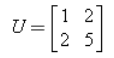 U = [1 2
2 5]